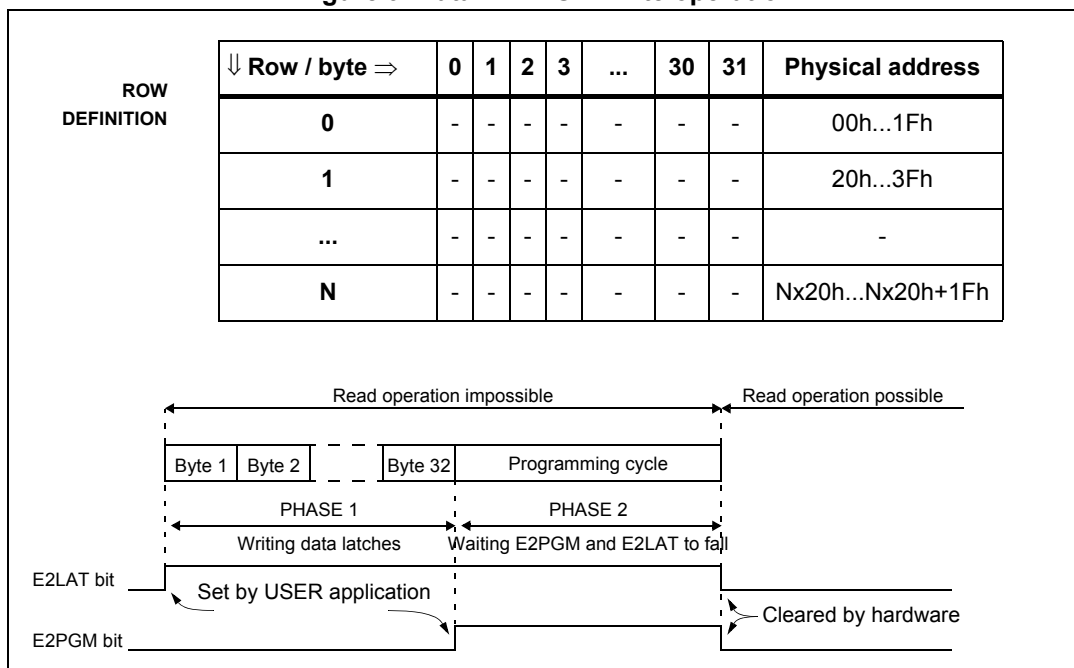 ⇓ Row / byte ⇒ 0 1 2 3 ... 30 31 Physical address
ROW
DEFINITION
0 - - - - - - - 00h...1Fh
1 - - - - - - - 20h...3Fh
... - - - - - - - -
N - - - - - - - Nx20h...Nx20h+1Fh
Read operation impossible Read operation possible
Byte 1 Byte 2 Byte 32 Programming cycle
PHASE 1 PHASE 2
Writing data latches Waiting E2PGM and E2LAT to fall
E2LAT bit
Set by USER application
Cleared by hardware
E2PGM bit